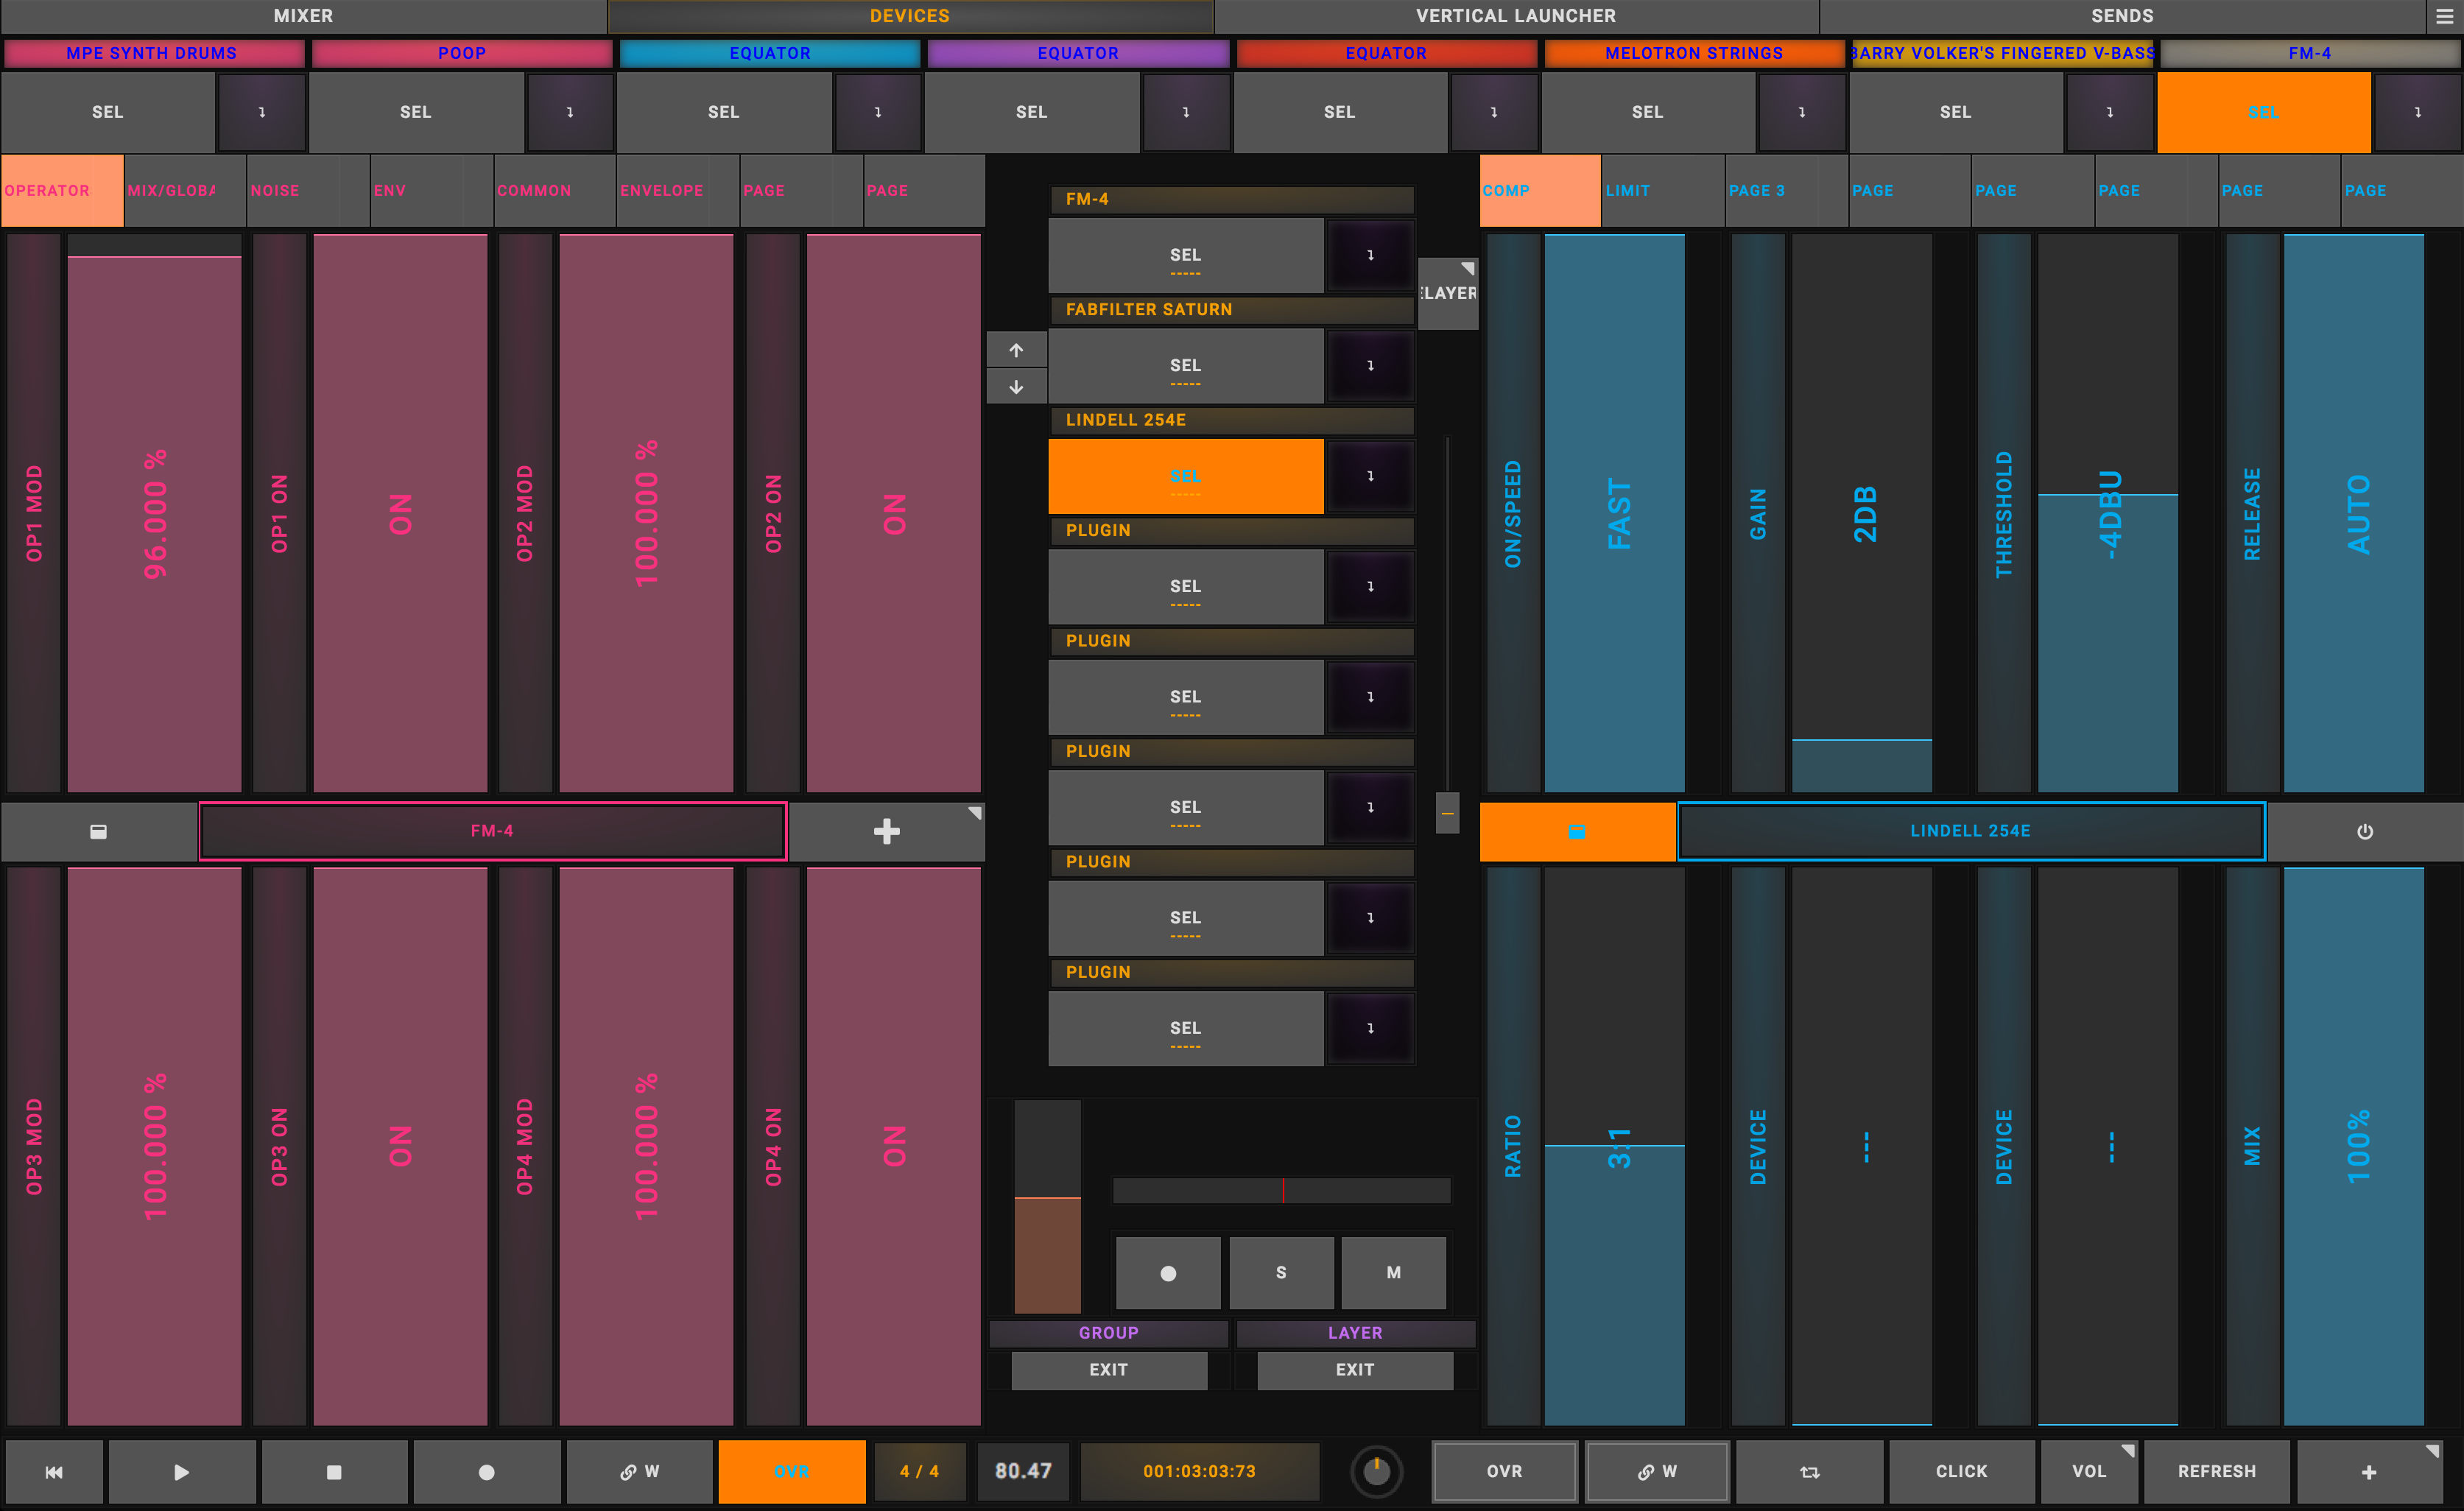 MIXER DEVICES VERTICAL LAUNCHER SENDS
MPE SYNTH DRUMS POOP EQUATOR EQUATOR EQUATOR MELOTRON STRINGS BARRY VOLKER'S FINGERED V-BASS FM-4
SEL SEL SEL SEL SEL SEL SEL SEL
OPERATOR MIX/GLOBA NOISE ENV COMMON ENVELOPE PAGE PAGE
OP1 MOD 96.000 % OP1 ON ON OP2 MOD 100.000 % OP2 ON ON
FM-4
OP3 MOD 100.000 % OP3 ON ON OP4 MOD 100.000 % OP4 ON ON
FM-4
SEL
-----
FABFILTER SATURN
SEL
-----
LINDELL 254E
SEL
-----
PLUGIN
SEL
-----
PLUGIN
SEL
-----
PLUGIN
SEL
-----
PLUGIN
SEL
-----
PLUGIN
SEL
-----
LAYER
S M
GROUP LAYER
EXIT EXIT
COMP LIMIT PAGE 3 PAGE PAGE PAGE PAGE PAGE
ON/SPEED FAST GAIN 2DB THRESHOLD -4DBU RELEASE AUTO
LINDELL 254E
RATIO 3:1 DEVICE --- DEVICE --- MIX 100%
W OVR 4 / 4 80.47 001:03:03:73 OVR W CLICK VOL REFRESH +